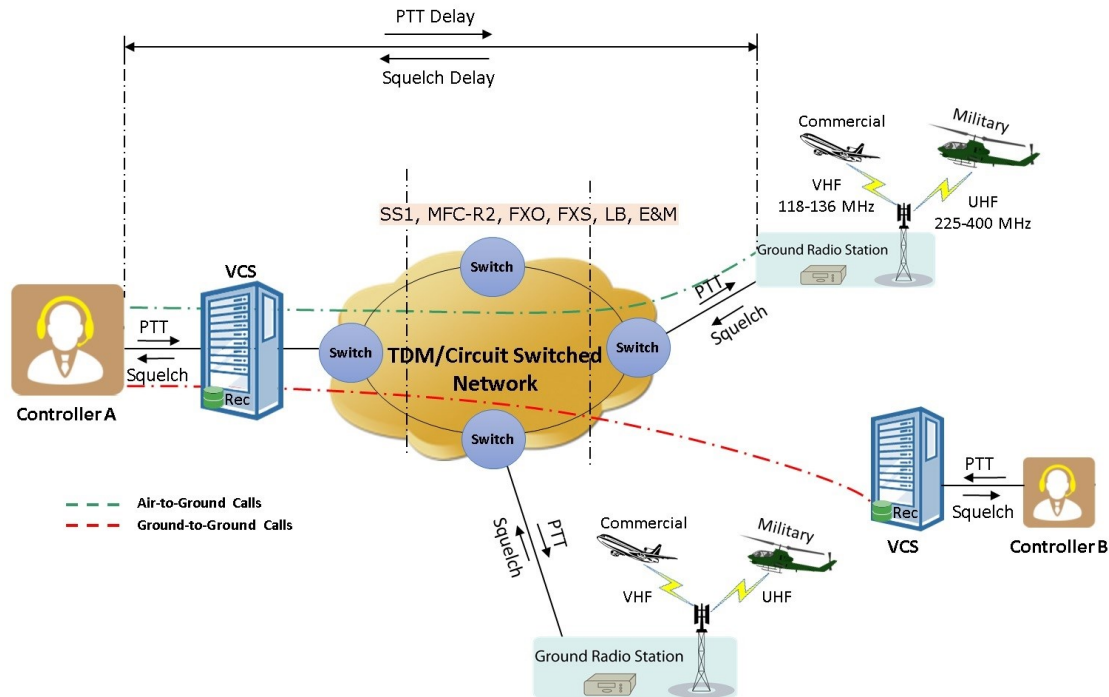 PTT Delay
Squelch Delay
Commercial
Military
VHF
118-136 MHz
UHF
225-400 MHz
SS1, MFC-R2, FXO, FXS, LB, E&M
Ground Radio Station
VCS
Switch
PTT
Squelch
PTT
Squelch
Switch
TDM/Circuit Switched
Network
Switch
Rec
Controller A
Switch
PTT
Squelch
Rec
VCS
Controller B
Air-to-Ground Calls
Ground-to-Ground Calls
Squelch
PTT
Commercial
Military
VHF
UHF
Ground Radio Station